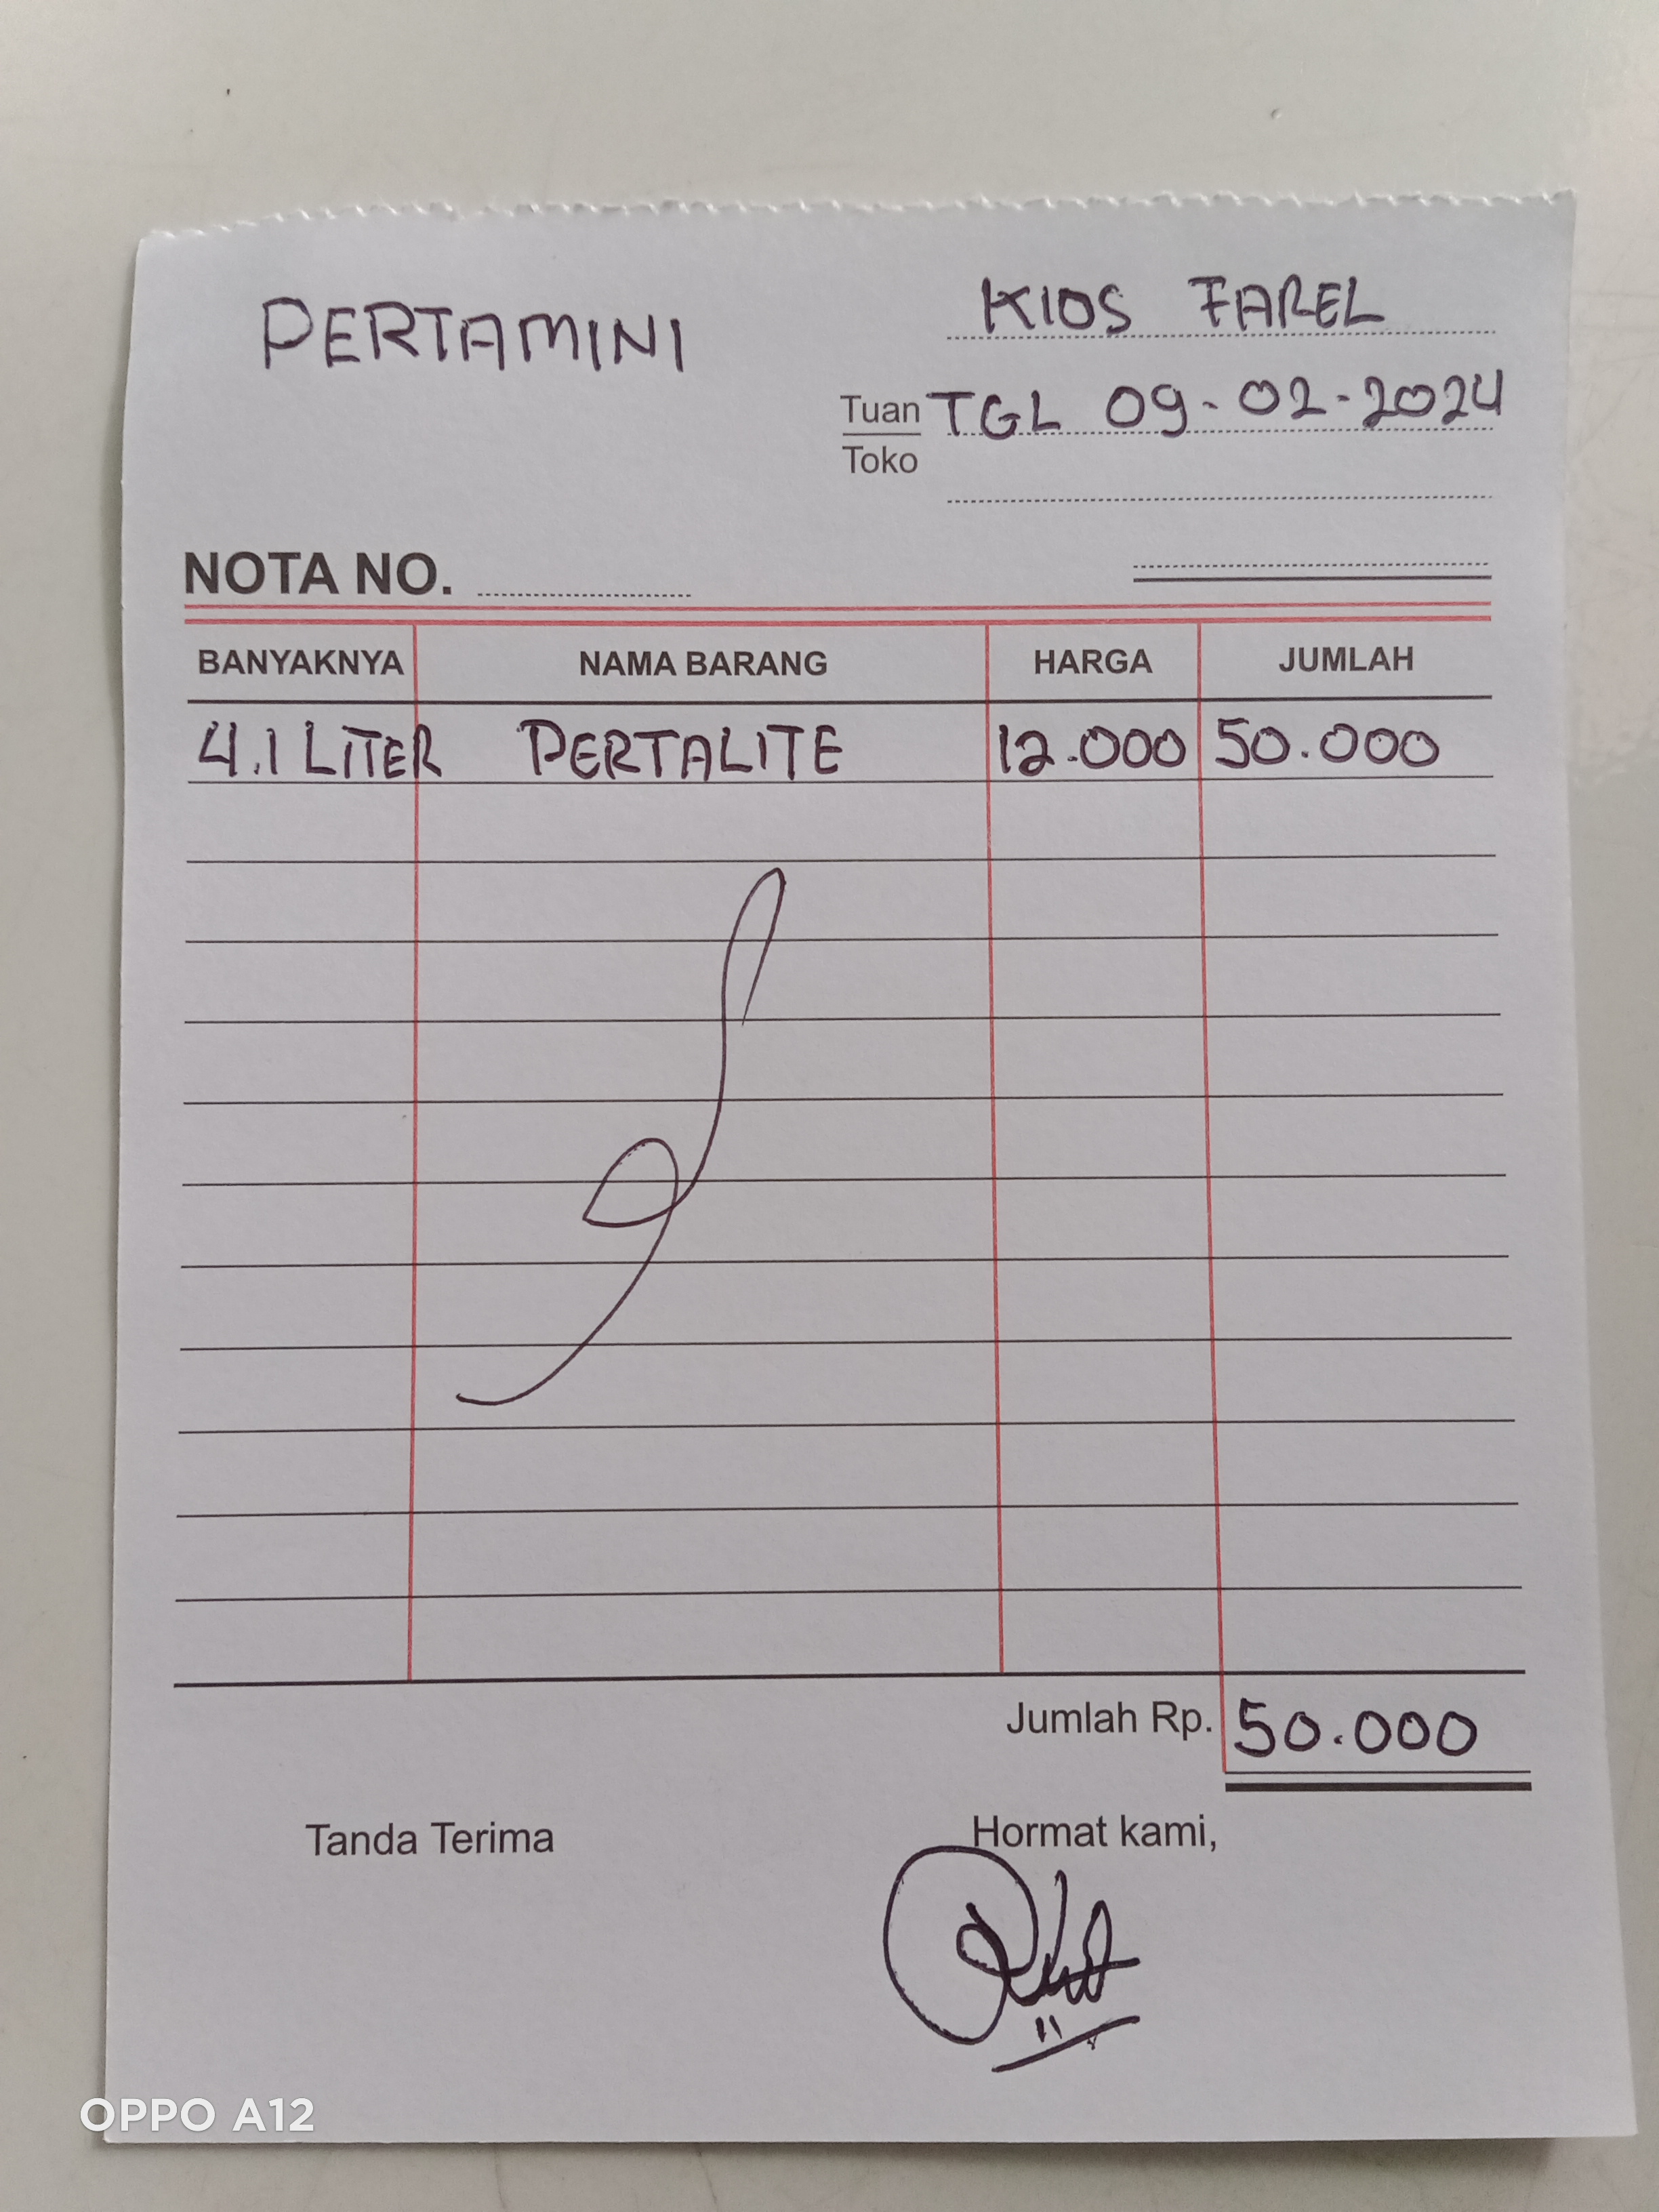 PERTAMINI
KIOS FAREL
Tuan TGL 09-02-2024
Toko
NOTA NO.
BANYAKNYA NAMA BARANG HARGA JUMLAH
4.1 LITER PERTALITE 12.000 50.000
Jumlah Rp. 50.000
Tanda Terima Hormat kami,
OPPO A12